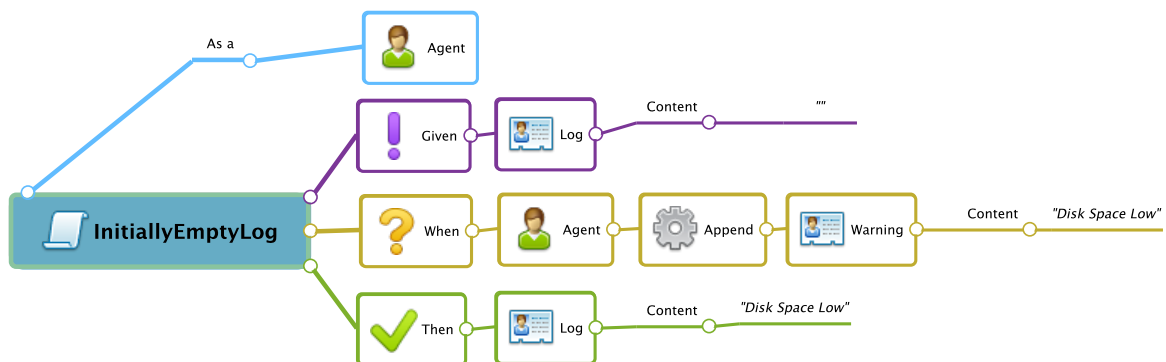 As a
Agent
Given
Log
Content
""
InitiallyEmptyLog
When
Agent
Append
Warning
Content
"Disk Space Low"
Then
Log
Content
"Disk Space Low"